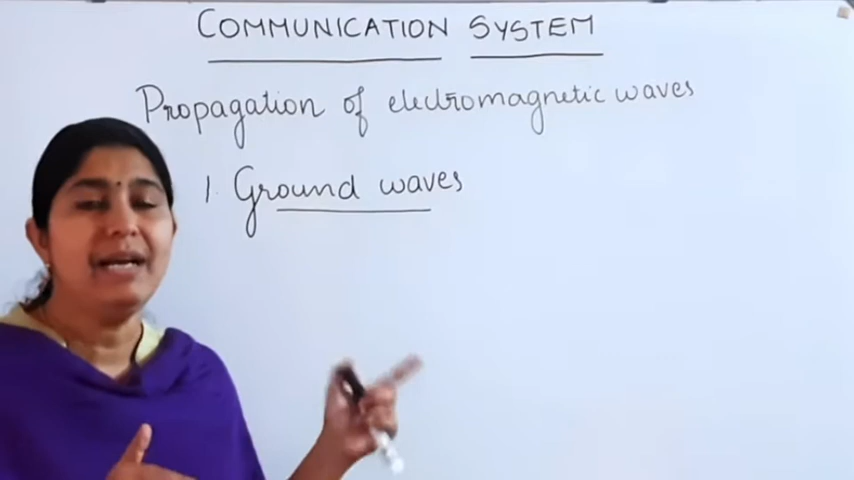 COMMUNICATION SYSTEM
Propagation of electromagnetic waves
1. Ground waves